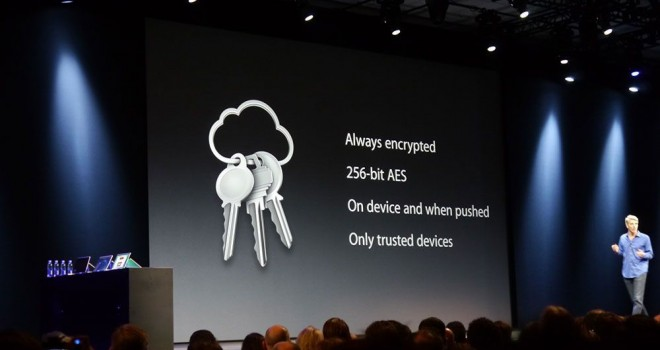 Always encrypted
256-bit AES
On device and when pushed
Only trusted devices